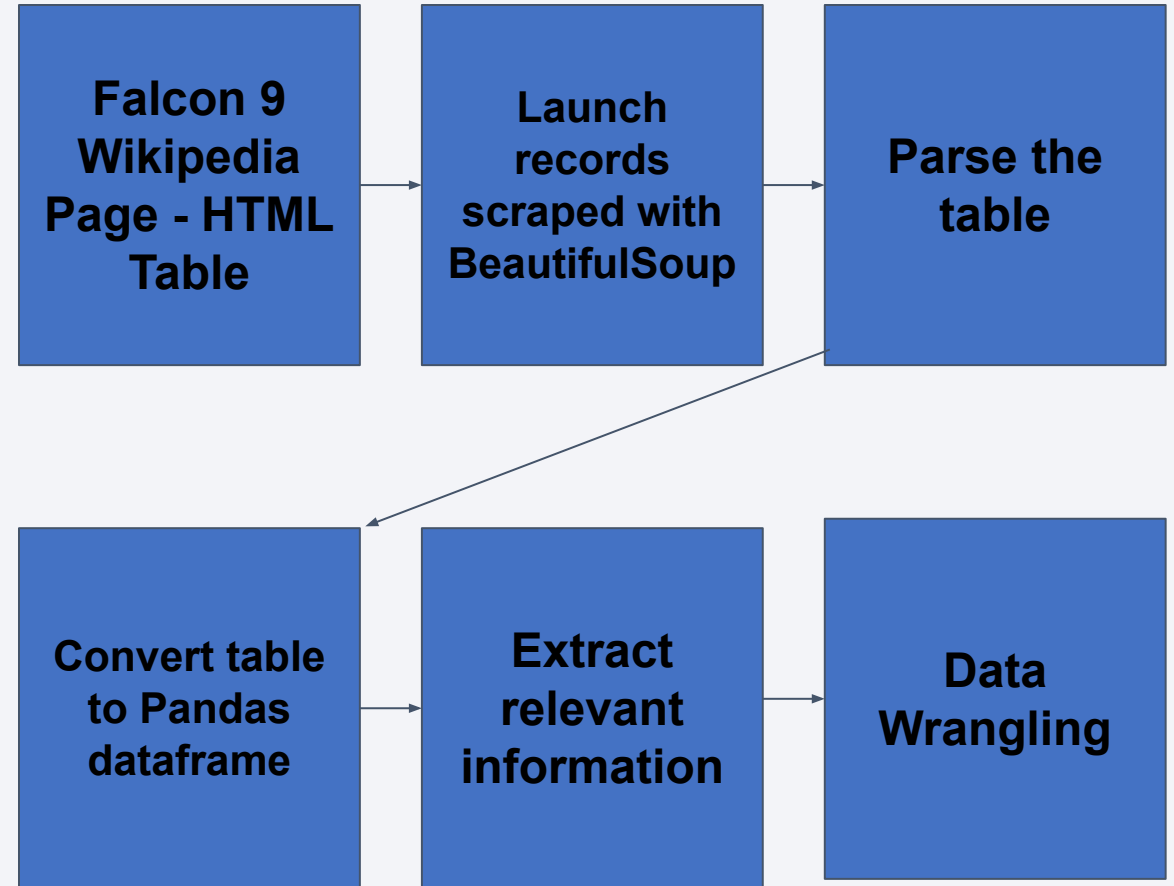 Falcon 9
Wikipedia
Page - HTML
Table
Launch
records
scraped with
BeautifulSoup
Parse the
table
Convert table
to Pandas
dataframe
Extract
relevant
information
Data
Wrangling